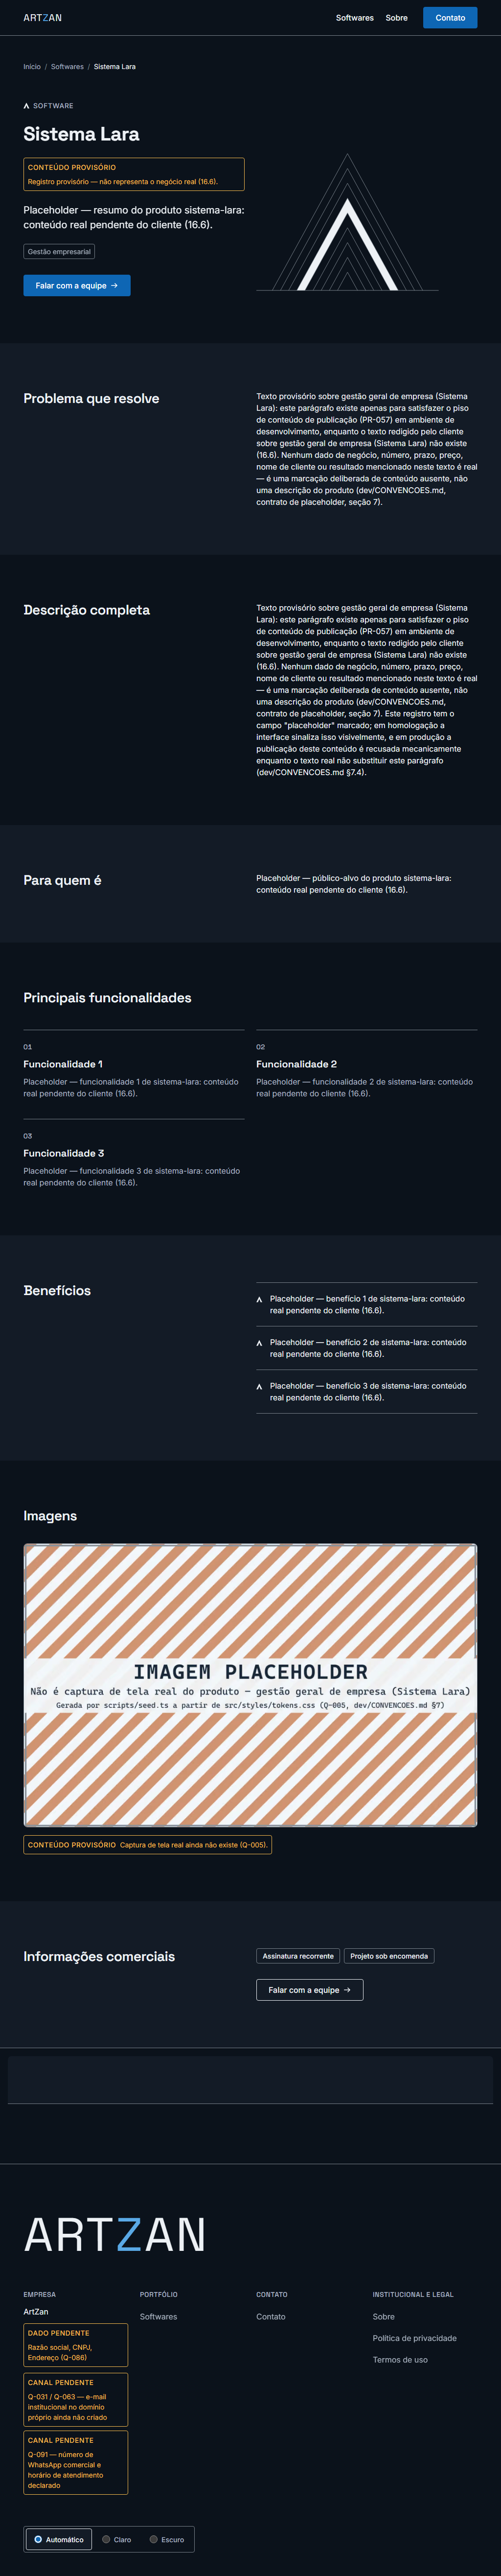 ARTZAN
Softwares
Sobre
Contato
Início / Softwares / Sistema Lara
SOFTWARE
Sistema Lara
CONTEÚDO PROVISÓRIO
Registro provisório — não representa o negócio real (16.6).
Placeholder — resumo do produto sistema-lara:
conteúdo real pendente do cliente (16.6).
Gestão empresarial
Falar com a equipe →
Problema que resolve
Texto provisório sobre gestão geral de empresa (Sistema
Lara): este parágrafo existe apenas para satisfazer o piso
de conteúdo de publicação (PR-057) em ambiente de
desenvolvimento, enquanto o texto redigido pelo cliente
sobre gestão geral de empresa (Sistema Lara) não existe
(16.6). Nenhum dado de negócio, número, prazo, preço,
nome de cliente ou resultado mencionado neste texto é real
— é uma marcação deliberada de conteúdo ausente, não
uma descrição do produto (dev/CONVENCOES.md,
contrato de placeholder, seção 7).
Descrição completa
Texto provisório sobre gestão geral de empresa (Sistema
Lara): este parágrafo existe apenas para satisfazer o piso
de conteúdo de publicação (PR-057) em ambiente de
desenvolvimento, enquanto o texto redigido pelo cliente
sobre gestão geral de empresa (Sistema Lara) não existe
(16.6). Nenhum dado de negócio, número, prazo, preço,
nome de cliente ou resultado mencionado neste texto é real
— é uma marcação deliberada de conteúdo ausente, não
uma descrição do produto (dev/CONVENCOES.md,
contrato de placeholder, seção 7). Este registro tem o
campo "placeholder" marcado; em homologação a
interface sinaliza isso visivelmente, e em produção a
publicação deste conteúdo é recusada mecanicamente
enquanto o texto real não substituir este parágrafo
(dev/CONVENCOES.md §7.4).
Para quem é
Placeholder — público-alvo do produto sistema-lara:
conteúdo real pendente do cliente (16.6).
Principais funcionalidades
01
Funcionalidade 1
Placeholder — funcionalidade 1 de sistema-lara: conteúdo
real pendente do cliente (16.6).
02
Funcionalidade 2
Placeholder — funcionalidade 2 de sistema-lara: conteúdo
real pendente do cliente (16.6).
03
Funcionalidade 3
Placeholder — funcionalidade 3 de sistema-lara: conteúdo
real pendente do cliente (16.6).
Benefícios
Placeholder — benefício 1 de sistema-lara: conteúdo
real pendente do cliente (16.6).
Placeholder — benefício 2 de sistema-lara: conteúdo
real pendente do cliente (16.6).
Placeholder — benefício 3 de sistema-lara: conteúdo
real pendente do cliente (16.6).
Imagens
IMAGEM PLACEHOLDER
Não é captura de tela real do produto — gestão geral de empresa (Sistema Lara)
Gerada por scripts/seed.ts a partir de src/styles/tokens.css (Q-005, dev/CONVENCOES.md §7)
CONTEÚDO PROVISÓRIO Captura de tela real ainda não existe (Q-005).
Informações comerciais
Assinatura recorrente
Projeto sob encomenda
Falar com a equipe →
ARTZAN
EMPRESA
ArtZan
DADO PENDENTE
Razão social, CNPJ,
Endereço (Q-086)
CANAL PENDENTE
Q-031 / Q-063 — e-mail
institucional no domínio
próprio ainda não criado
CANAL PENDENTE
Q-091 — número de
WhatsApp comercial e
horário de atendimento
declarado
PORTFÓLIO
Softwares
CONTATO
Contato
INSTITUCIONAL E LEGAL
Sobre
Política de privacidade
Termos de uso
Automático
Claro
Escuro